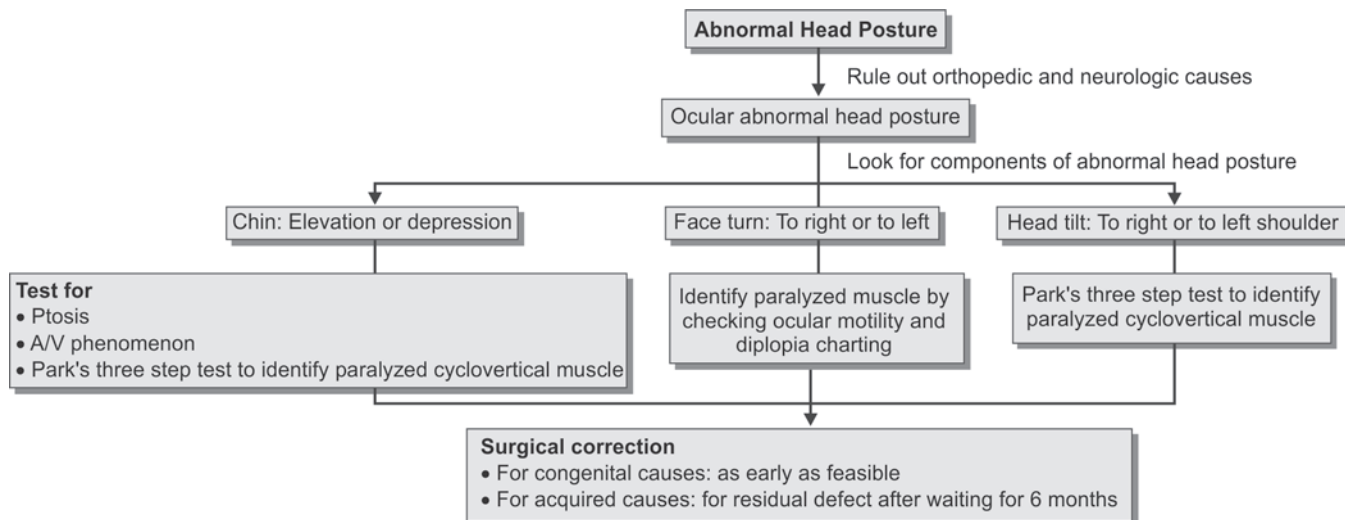 Abnormal Head Posture
Rule out orthopedic and neurologic causes
Ocular abnormal head posture
Look for components of abnormal head posture
Chin: Elevation or depression
Face turn: To right or to left
Head tilt: To right or to left shoulder
Test for
• Ptosis
• A/V phenomenon
• Park's three step test to identify paralyzed cyclovertical muscle
Identify paralyzed muscle by
checking ocular motility and
diplopia charting
Park's three step test to identify
paralyzed cyclovertical muscle
Surgical correction
• For congenital causes: as early as feasible
• For acquired causes: for residual defect after waiting for 6 months